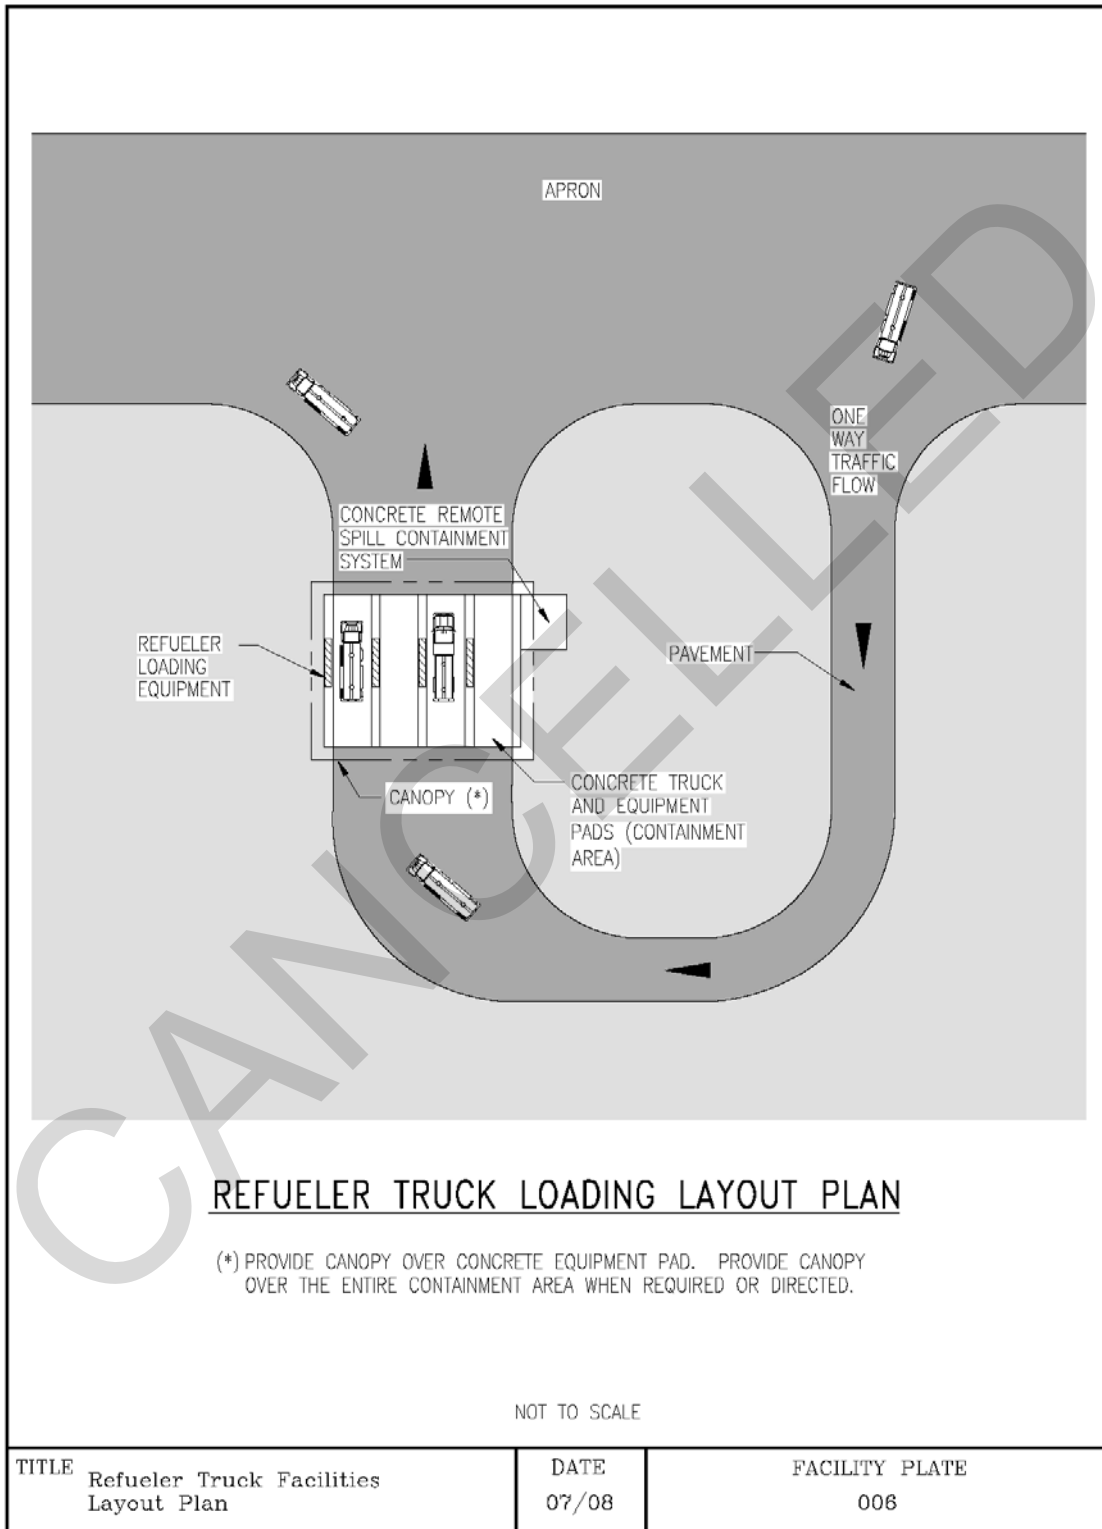 APRON
ONE
WAY
TRAFFIC
FLOW
CONCRETE REMOTE
SPILL CONTAINMENT
SYSTEM
REFUELER
LOADING
EQUIPMENT
PAVEMENT
CANOPY (*)
CONCRETE TRUCK
AND EQUIPMENT
PADS (CONTAINMENT
AREA)
CANCELLED
REFUELER TRUCK LOADING LAYOUT PLAN
(*) PROVIDE CANOPY OVER CONCRETE EQUIPMENT PAD. PROVIDE CANOPY
OVER THE ENTIRE CONTAINMENT AREA WHEN REQUIRED OR DIRECTED.
NOT TO SCALE
TITLE
Refueler Truck Facilities
Layout Plan
DATE
07/08
FACILITY PLATE
006